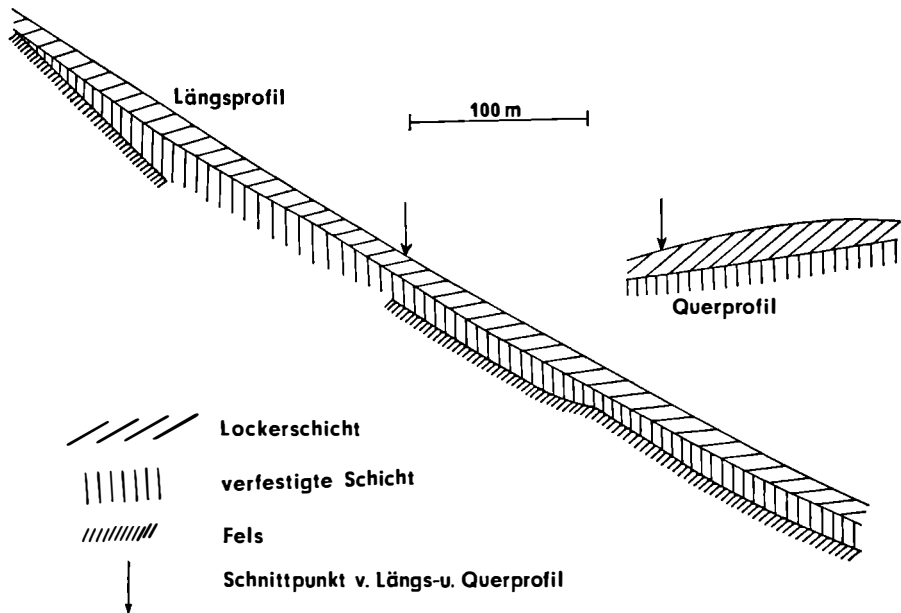 Längsprofil
100 m
Querprofil
Lockerschicht
verfestigte Schicht
Fels
Schnittpunkt v. Längs-u. Querprofil